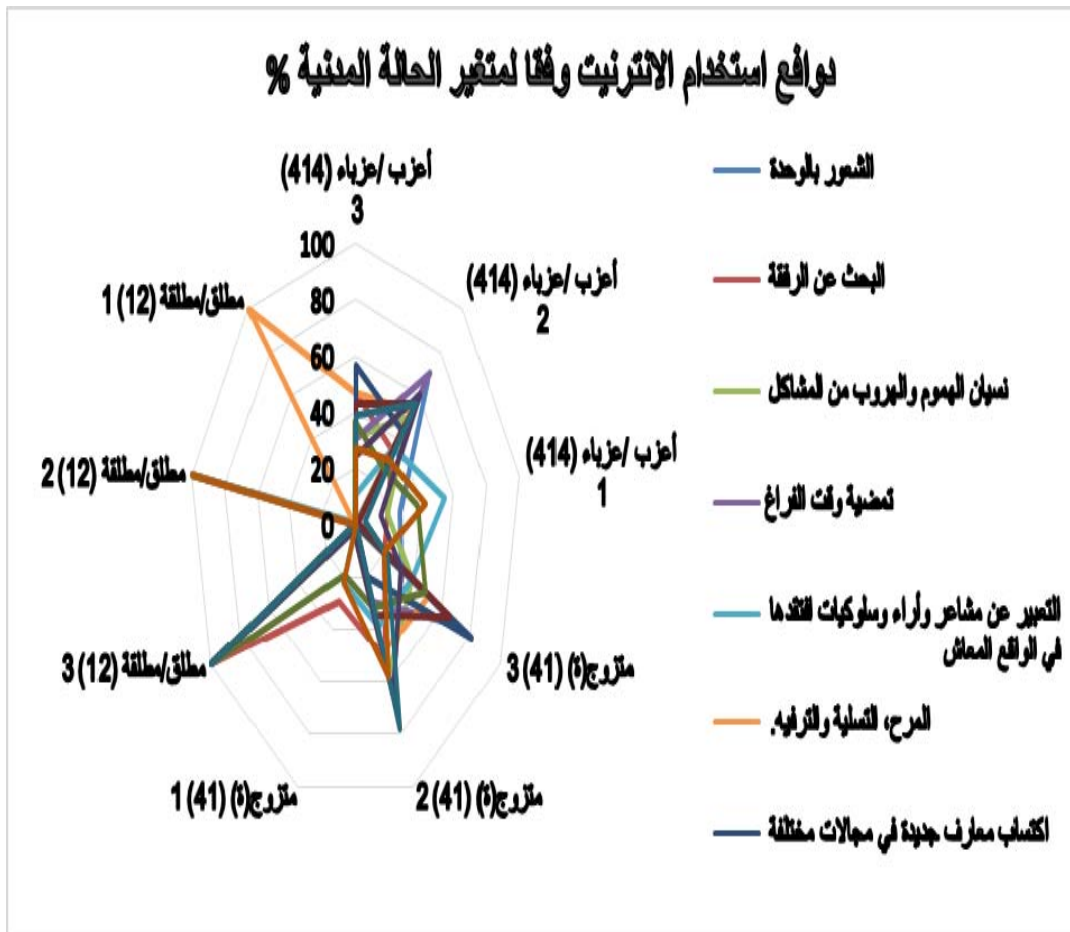 دوافع استخدام الانترنيت وفقا لمتغير الحالة المدنية %
أعزب /عزباء (414)
3
أعزب /عزباء (414)
2
أعزب /عزباء (414)
1
متزوج(ة) (41) 3
متزوج(ة) (41) 2
متزوج(ة) (41) 1
مطلق/مطلقة (12) 3
مطلق/مطلقة (12) 2
مطلق/مطلقة (12) 1
100
80
60
40
20
0
الشعور بالوحدة
البحث عن الرفقة
نسيان الهموم والهروب من المشاكل
تمضية وقت الفراغ
التعبير عن مشاعر وأراء وسلوكيات افتقدها
في الواقع المعاش
المرح، التسلية والترفيه.
اكتساب معارف جديدة في مجالات مختلفة